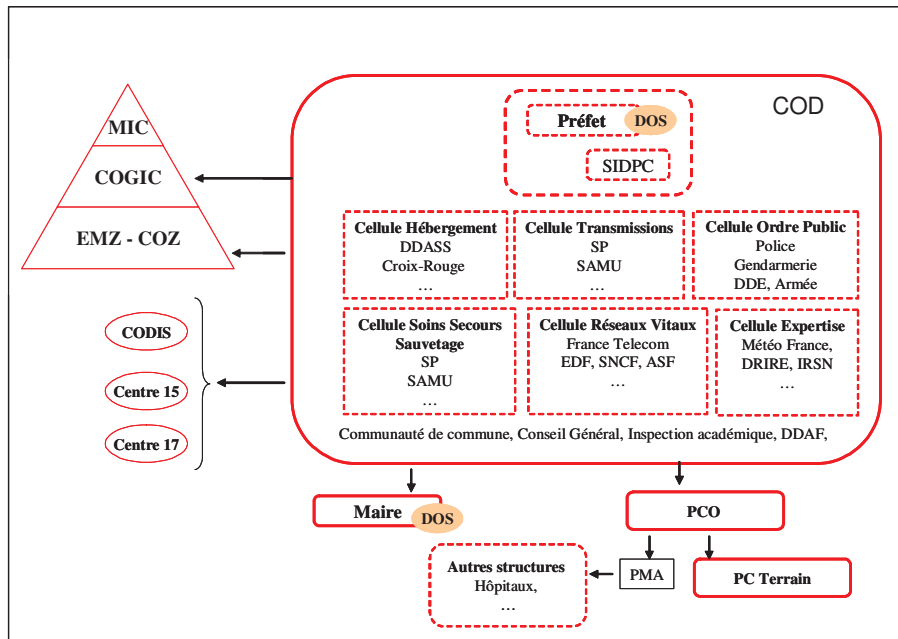 COD
Préfet
DOS
SIDPC
MIC
COGIC
EMZ - COZ
Cellule Hébergement
DDASS
Croix-Rouge
…
Cellule Transmissions
SP
SAMU
…
Cellule Ordre Public
Police
Gendarmerie
DDE, Armée
Cellule Soins Secours
Sauvetage
SP
SAMU
…
Cellule Réseaux Vitaux
France Telecom
EDF, SNCF, ASF
…
Cellule Expertise
Météo France,
DRIRE, IRSN
…
CODIS
Centre 15
Centre 17
Communauté de commune, Conseil Général, Inspection académique, DDAF,
Maire
DOS
PCO
Autres structures
Hôpitaux,
…
PMA
PC Terrain